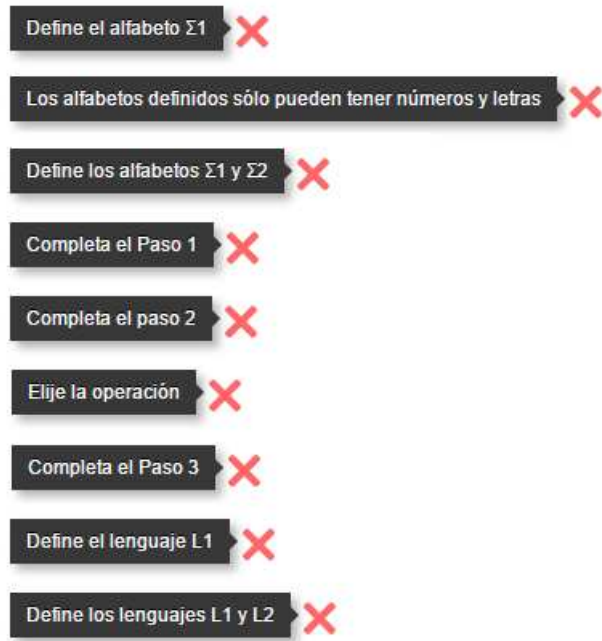 Define el alfabeto Σ1
Los alfabetos definidos sólo pueden tener números y letras
Define los alfabetos Σ1 y Σ2
Completa el Paso 1
Completa el paso 2
Elije la operación
Completa el Paso 3
Define el lenguaje L1
Define los lenguajes L1 y L2